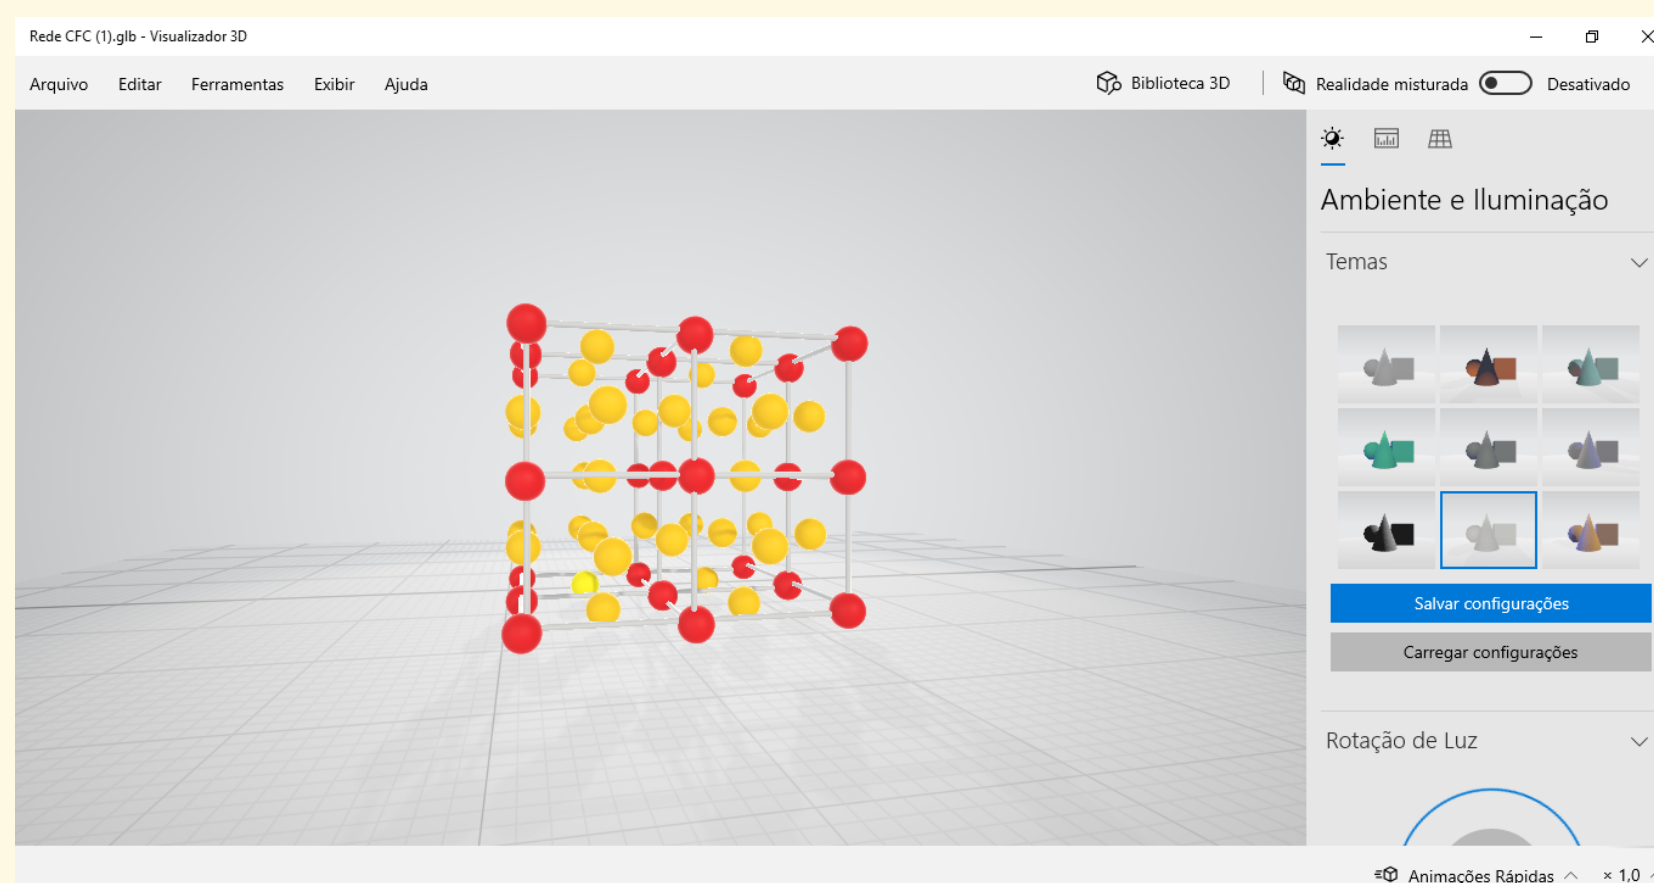 Rede CFC (1).glb - Visualizador 3D
Arquivo Editar Ferramentas Exibir Ajuda Biblioteca 3D Realidade misturada Desativado
Ambiente e Iluminação
Temas
Salvar configurações
Carregar configurações
Rotação de Luz
Animações Rápidas × 1,0